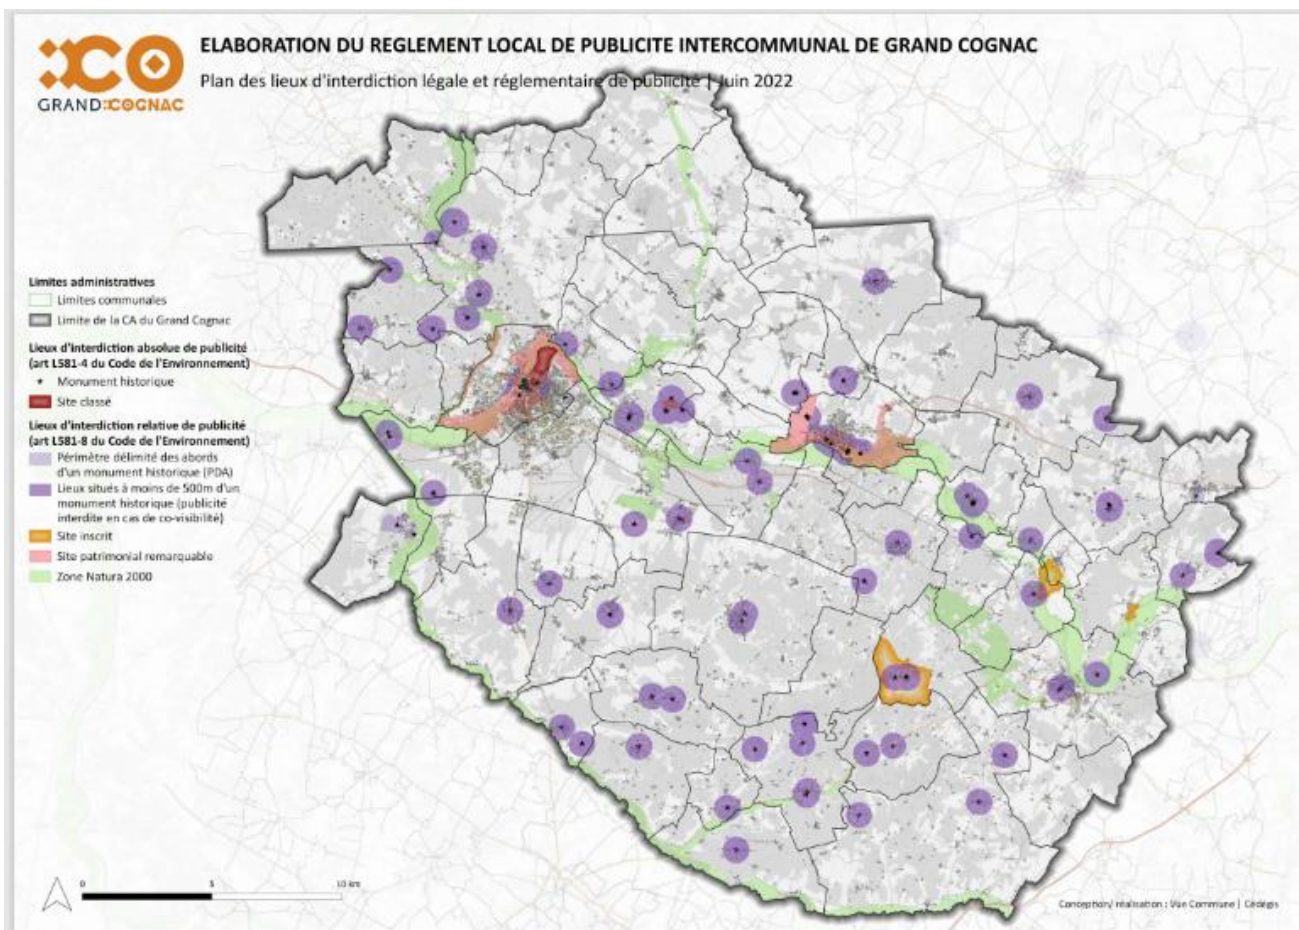 ELABORATION DU REGLEMENT LOCAL DE PUBLICITE INTERCOMMUNAL DE GRAND COGNAC
Plan des lieux d'interdiction légale et réglementaire de publicité | Juin 2022
CO
GRAND COGNAC
Limites administratives
Limites communales
Limite de la CA du Grand Cognac
Lieux d'interdiction absolue de publicité
(art L581-4 du Code de l'Environnement)
Monument historique
Site classé
Lieux d'interdiction relative de publicité
(art L581-8 du Code de l'Environnement)
Périmètre délimité des abords
d'un monument historique (PDA)
Lieux situés à moins de 500m d'un
monument historique (publicité
interdite en cas de co-visibilité)
Site inscrit
Site patrimonial remarquable
Zone Natura 2000
0 5 10 km
Conception/ réalisation : Vue Commune | Cédégis